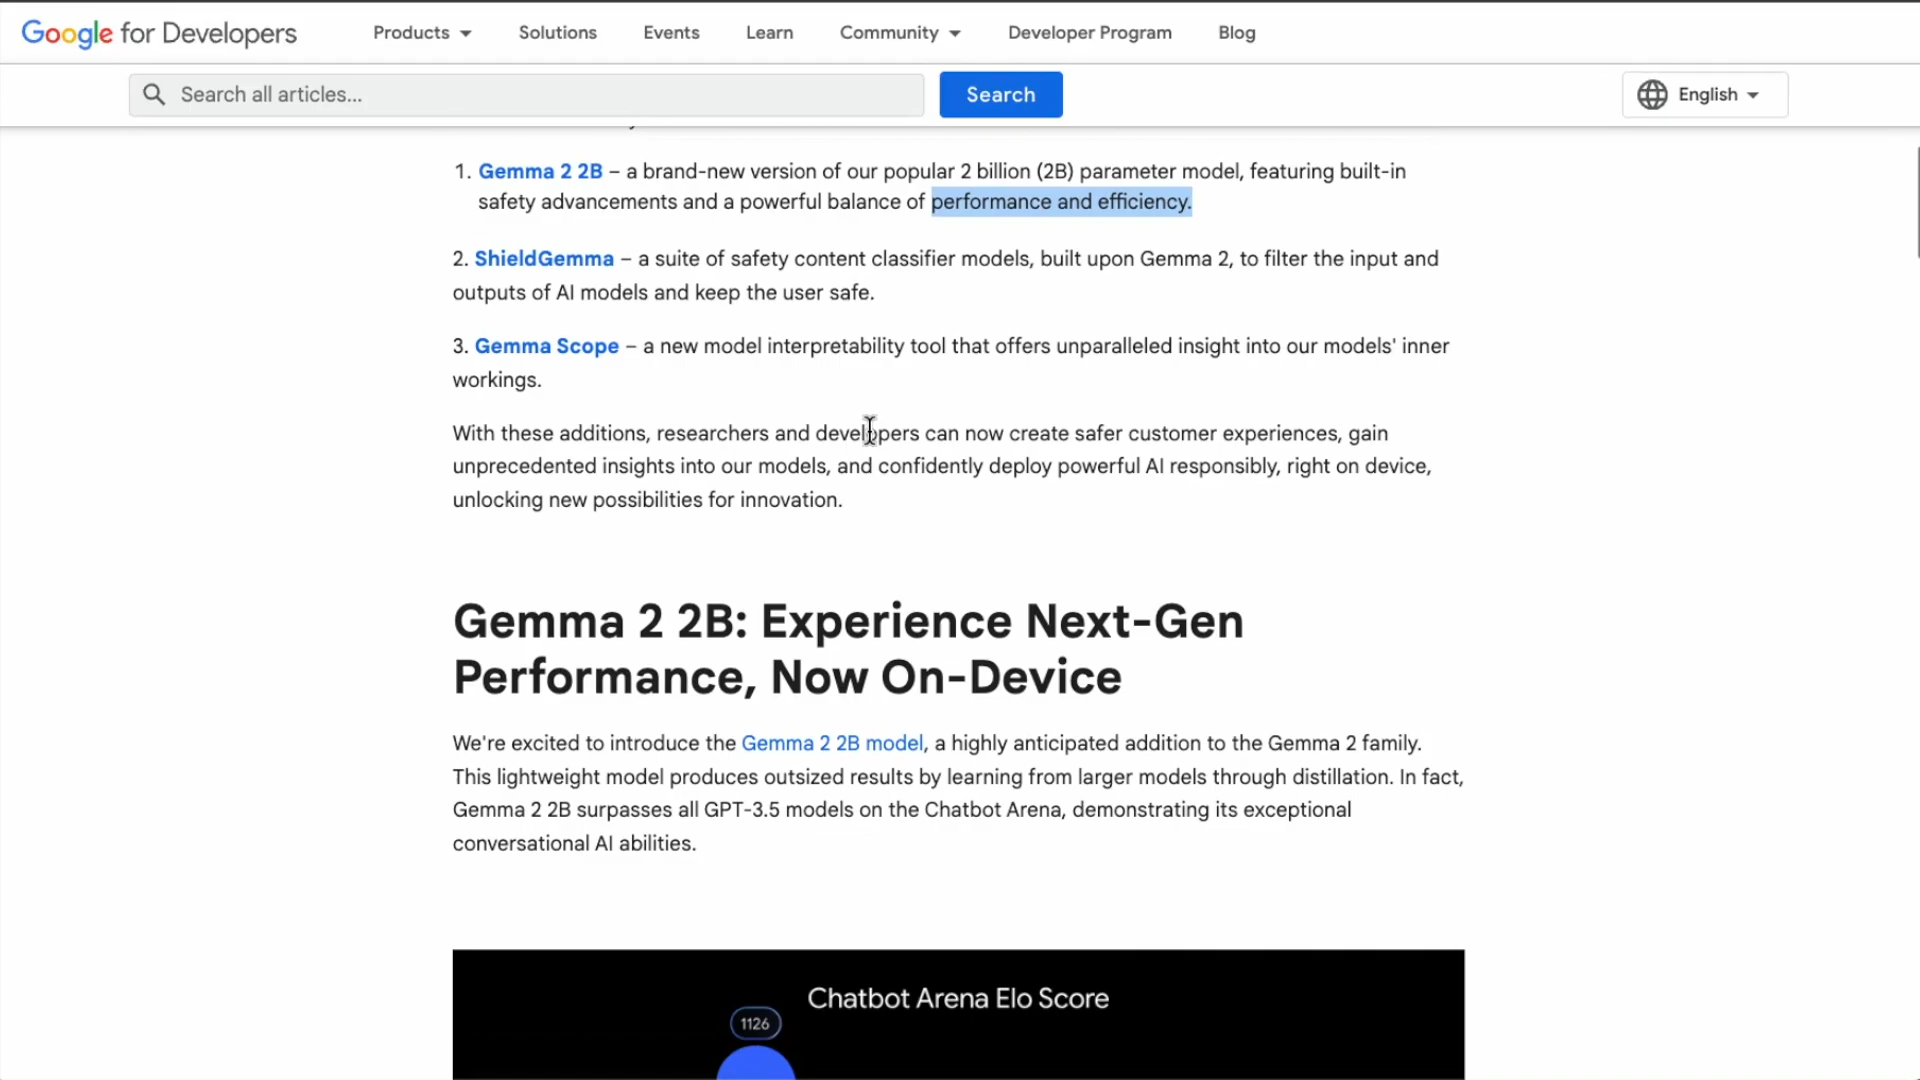 Google for Developers
Products
Solutions
Events
Learn
Community
Developer Program
Blog
Search all articles...
Search
English
1. Gemma 2 2B – a brand-new version of our popular 2 billion (2B) parameter model, featuring built-in
safety advancements and a powerful balance of performance and efficiency.
2. ShieldGemma – a suite of safety content classifier models, built upon Gemma 2, to filter the input and
outputs of AI models and keep the user safe.
3. Gemma Scope – a new model interpretability tool that offers unparalleled insight into our models' inner
workings.
With these additions, researchers and developers can now create safer customer experiences, gain
unprecedented insights into our models, and confidently deploy powerful AI responsibly, right on device,
unlocking new possibilities for innovation.
Gemma 2 2B: Experience Next-Gen
Performance, Now On-Device
We're excited to introduce the Gemma 2 2B model, a highly anticipated addition to the Gemma 2 family.
This lightweight model produces outsized results by learning from larger models through distillation. In fact,
Gemma 2 2B surpasses all GPT-3.5 models on the Chatbot Arena, demonstrating its exceptional
conversational AI abilities.
Chatbot Arena Elo Score
1126